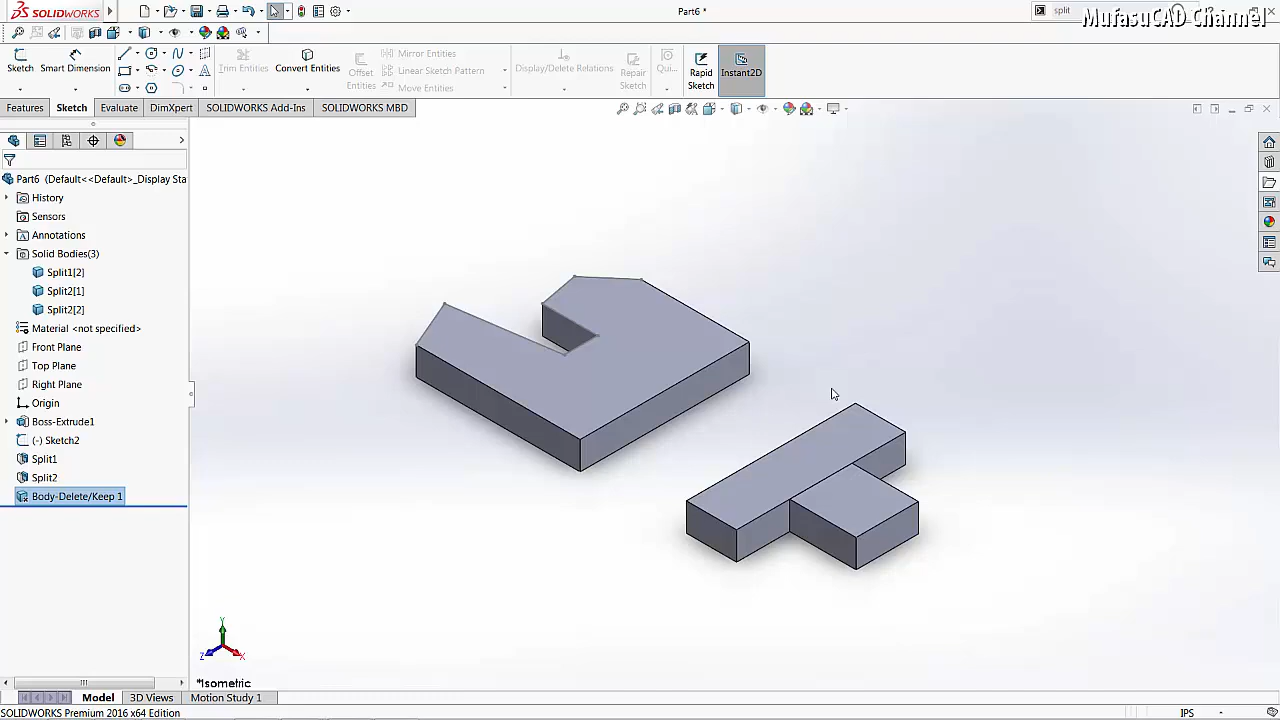 SOLIDWORKS
Part6 *
split
MufasuCAD Channel
Sketch
Smart Dimension
Trim Entities
Convert Entities
Offset Entities
Mirror Entities
Linear Sketch Pattern
Move Entities
Display/Delete Relations
Repair Sketch
Qui...
Rapid Sketch
Instant2D
Features
Sketch
Evaluate
DimXpert
SOLIDWORKS Add-Ins
SOLIDWORKS MBD
Part6 (Default<<Default>_Display Sta
History
Sensors
Annotations
Solid Bodies(3)
Split1[2]
Split2[1]
Split2[2]
Material <not specified>
Front Plane
Top Plane
Right Plane
Origin
Boss-Extrude1
(-) Sketch2
Split1
Split2
Body-Delete/Keep 1
Y
Z
X
*Isometric
Model
3D Views
Motion Study 1
SOLIDWORKS Premium 2016 x64 Edition
IPS